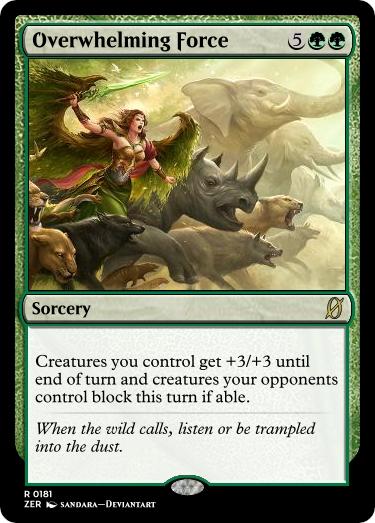 Overwhelming Force 5
Sorcery
Creatures you control get +3/+3 until
end of turn and creatures your opponents
control block this turn if able.
When the wild calls, listen or be trampled
into the dust.
R 0181
ZER SANDARA—DEVIANTART